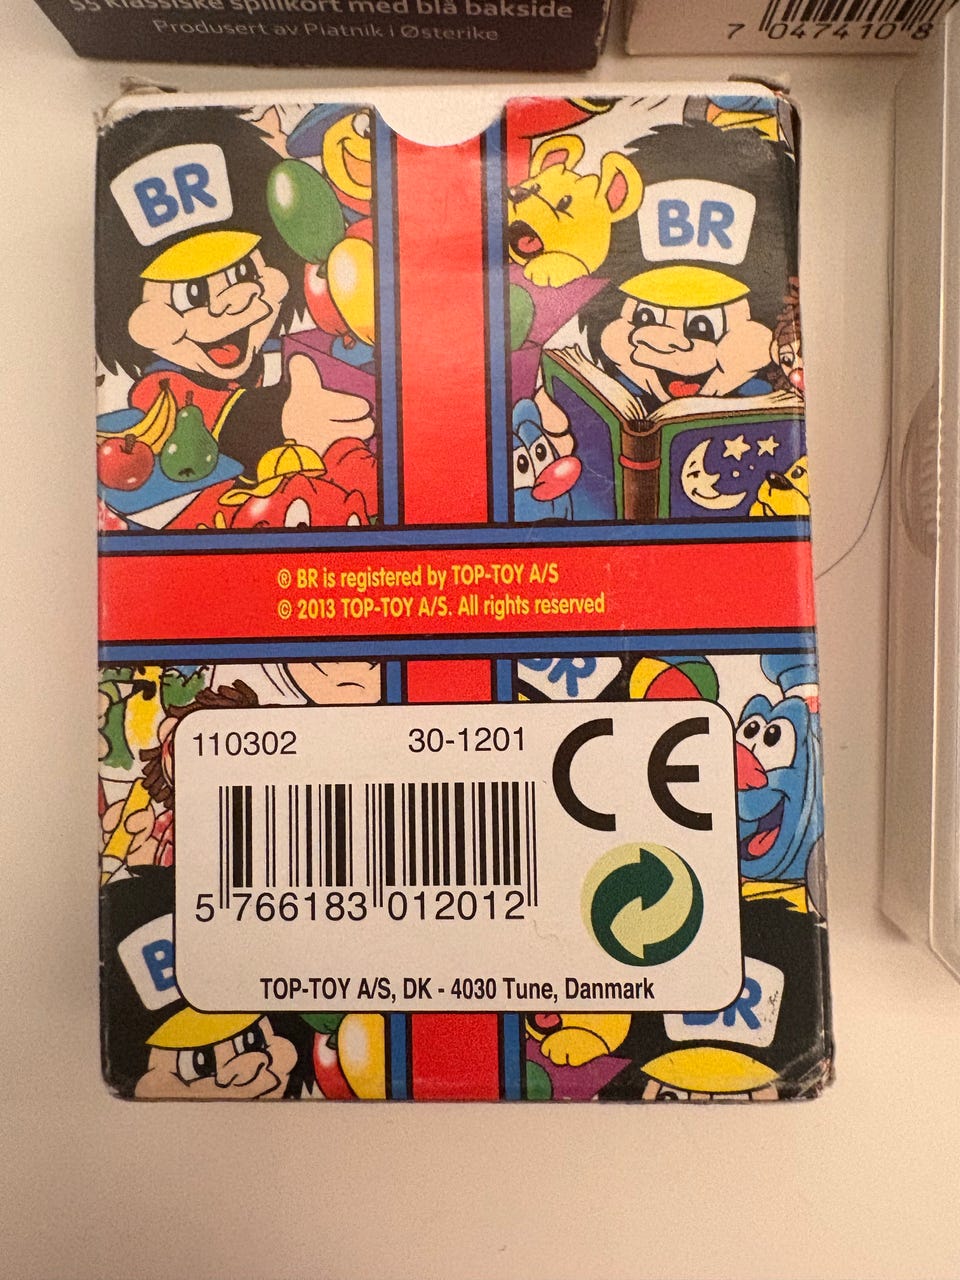 55 klassiske spillkort med blå bakside
Produsert av Platnik i Østerike
7 047410 8
BR
BR
® BR is registered by TOP-TOY A/S
© 2013 TOP-TOY A/S. All rights reserved
BR
110302 30-1201 CE
5 766183 012012
TOP-TOY A/S, DK - 4030 Tune, Danmark
B
BR